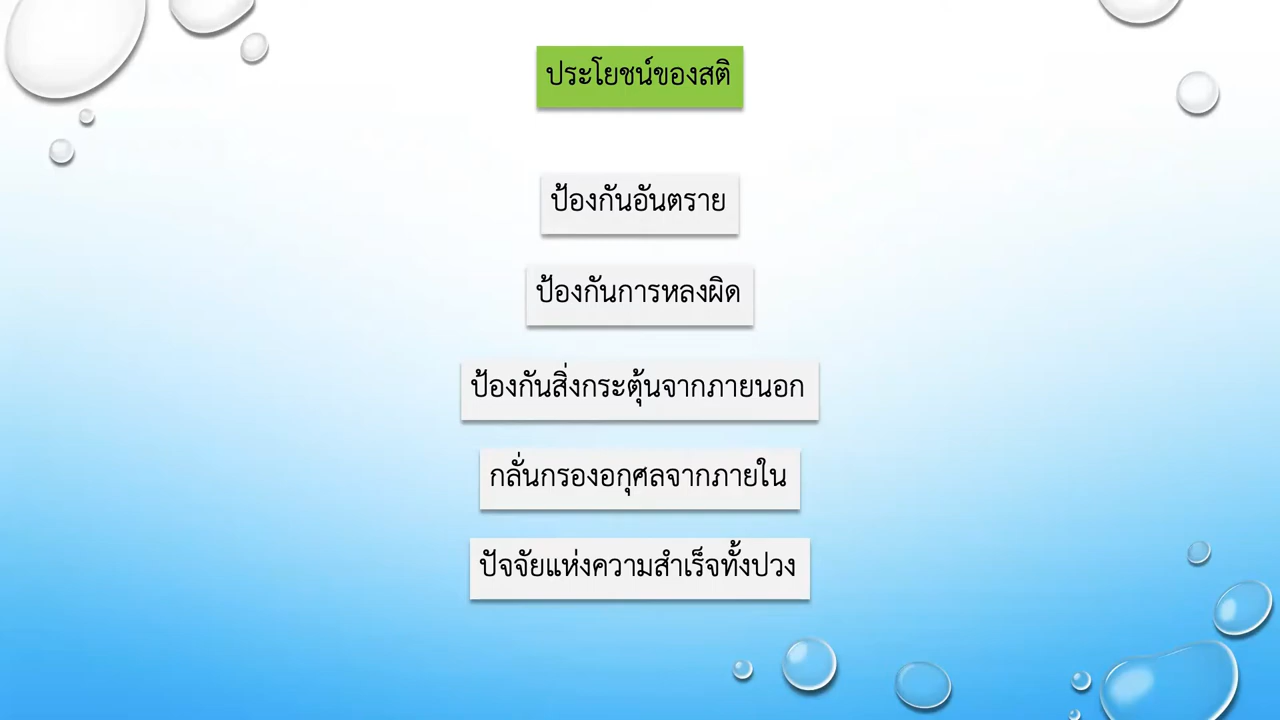 ประโยชน์ของสติ
ป้องกันอันตราย
ป้องกันการหลงผิด
ป้องกันสิ่งกระตุ้นจากภายนอก
กลั่นกรองอกุศลจากภายใน
ปัจจัยแห่งความสำเร็จทั้งปวง